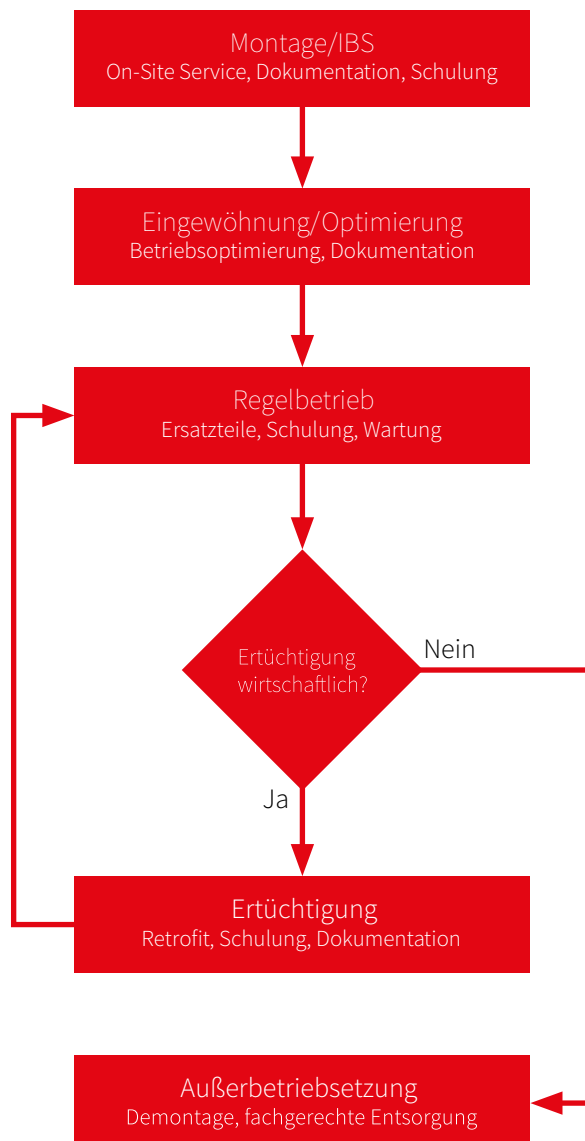 Montage/IBS
On-Site Service, Dokumentation, Schulung
Eingewöhnung/Optimierung
Betriebsoptimierung, Dokumentation
Regelbetrieb
Ersatzteile, Schulung, Wartung
Ertüchtigung
wirtschaftlich?
Nein
Ja
Ertüchtigung
Retrofit, Schulung, Dokumentation
Außerbetriebsetzung
Demontage, fachgerechte Entsorgung